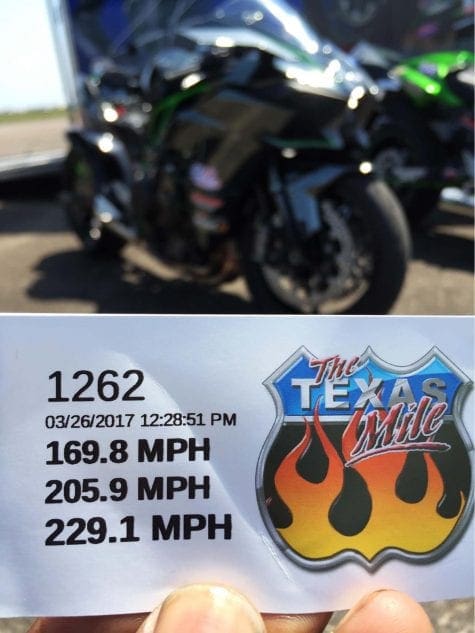 1262
03/26/2017 12:28:51 PM
169.8 MPH
205.9 MPH
229.1 MPH
The
TEXAS
Mile